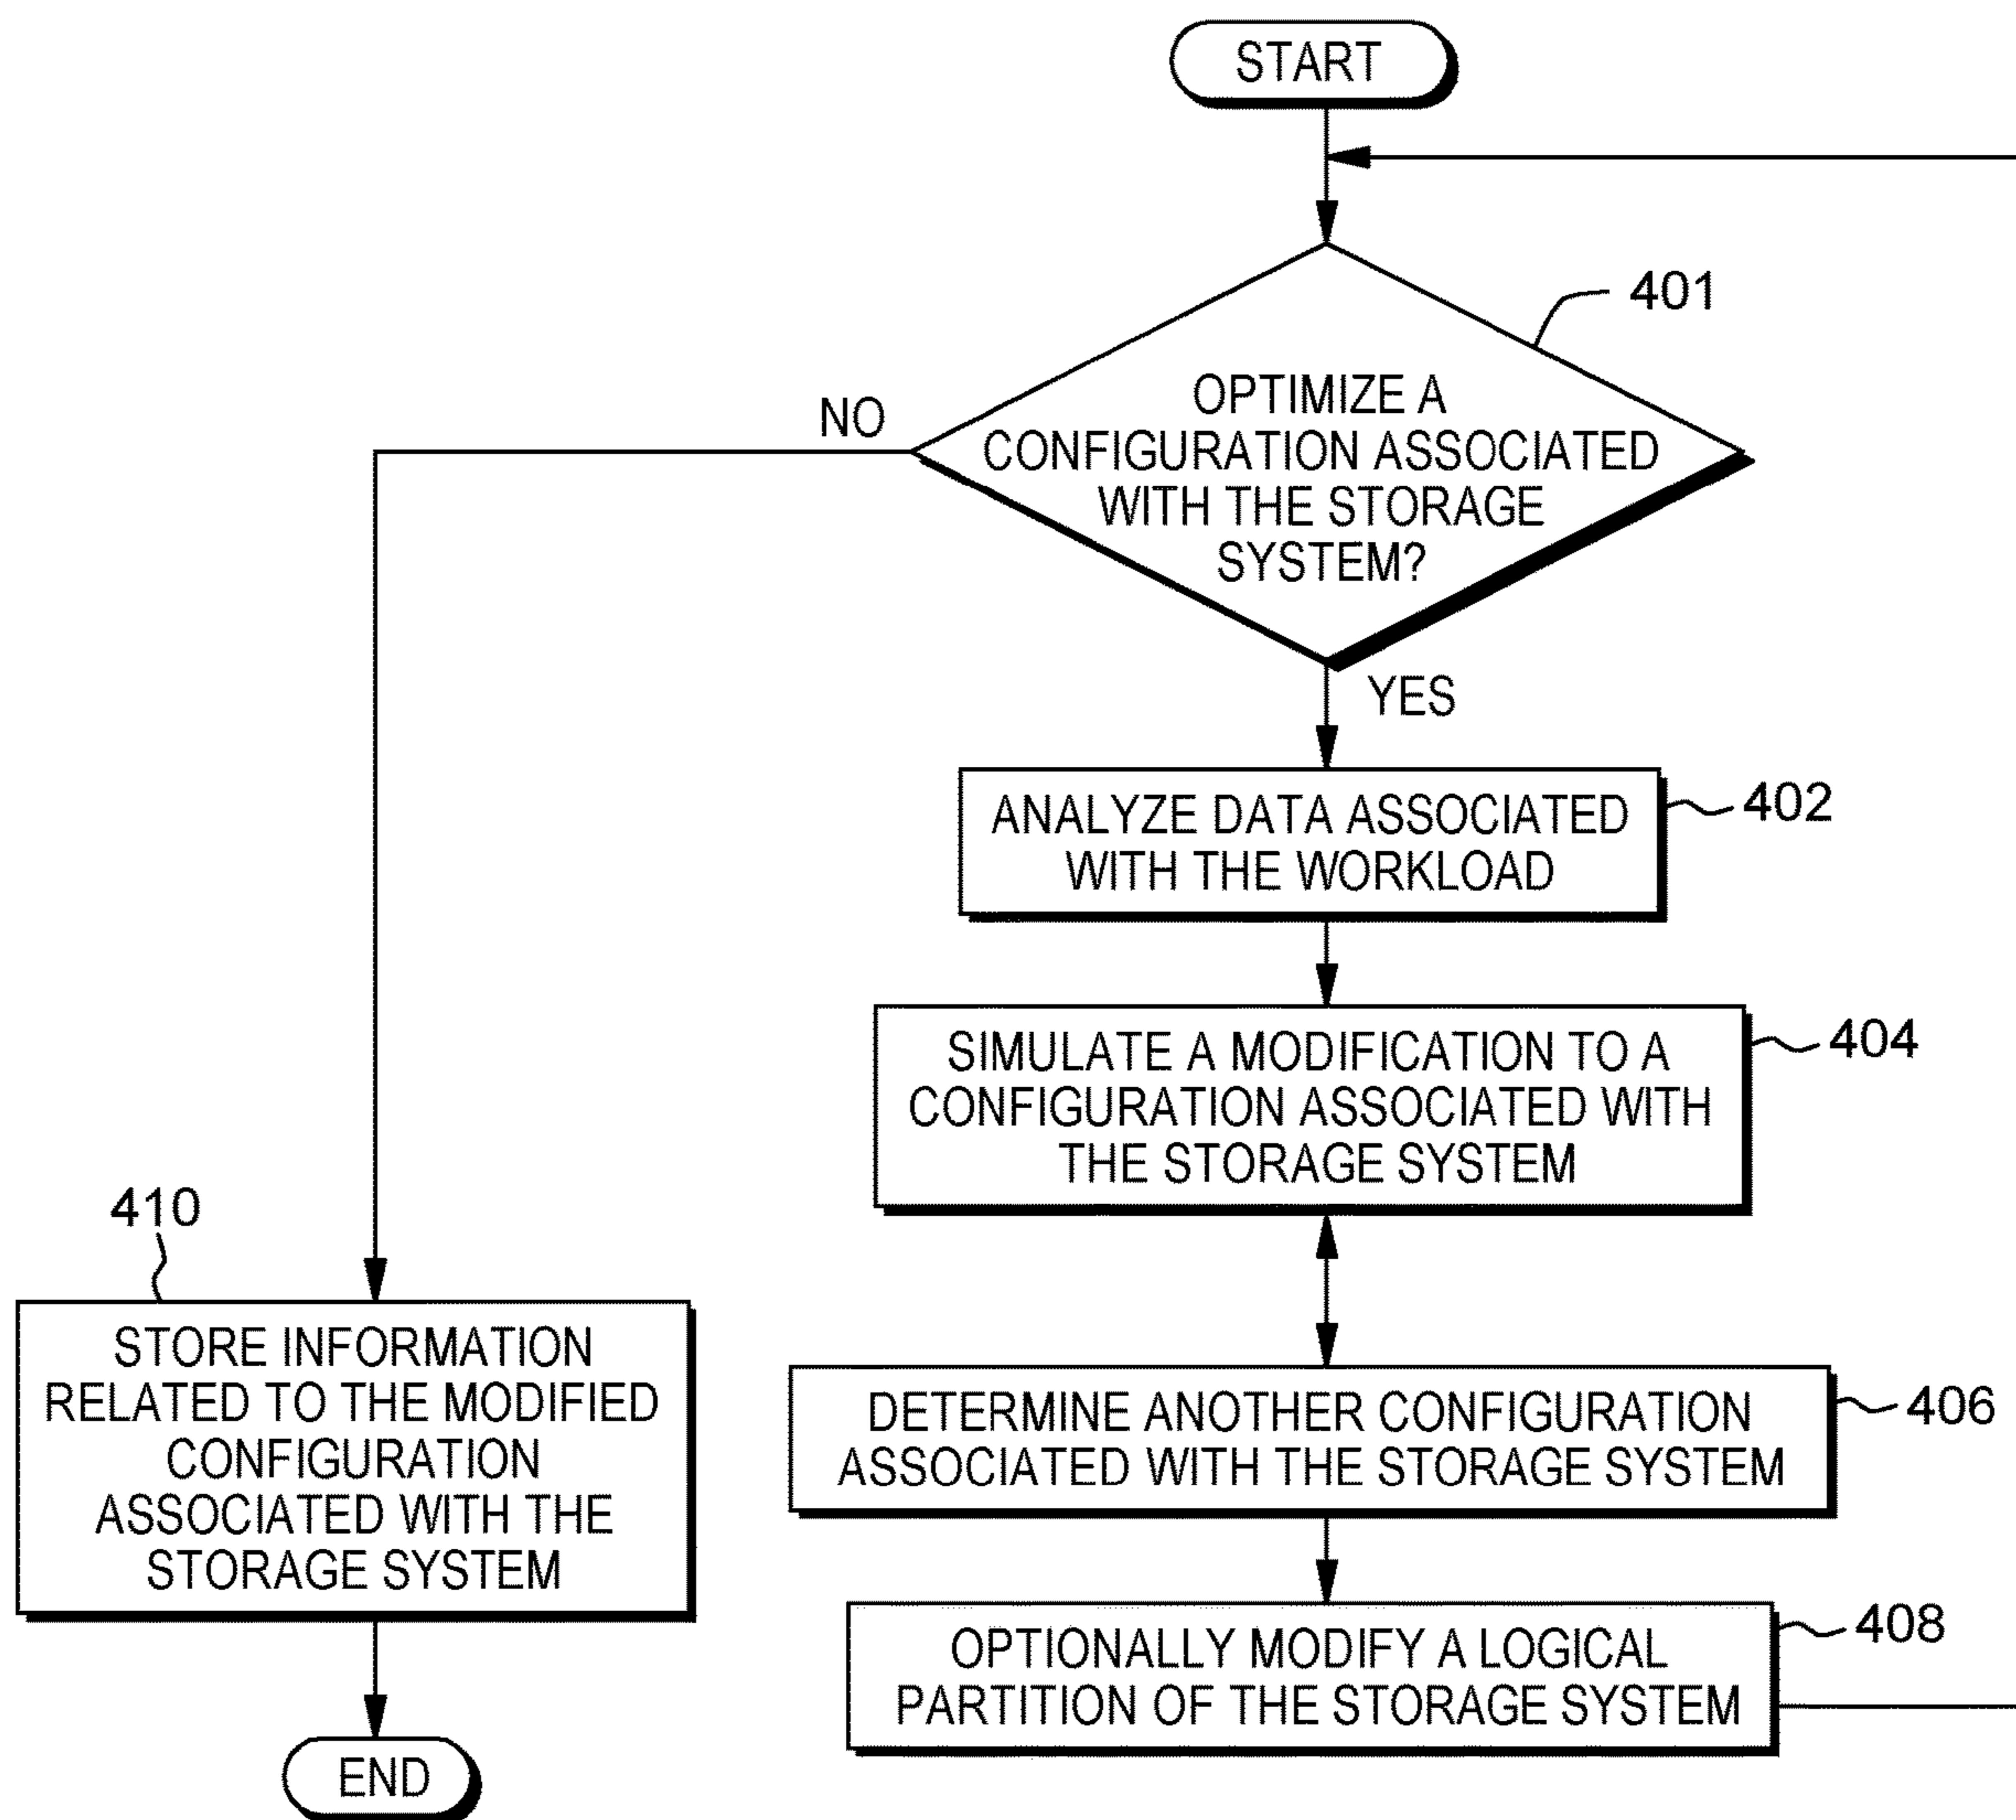 START
401
OPTIMIZE A
CONFIGURATION ASSOCIATED
WITH THE STORAGE
SYSTEM?
NO
YES
ANALYZE DATA ASSOCIATED
WITH THE WORKLOAD
402
SIMULATE A MODIFICATION TO A
CONFIGURATION ASSOCIATED WITH
THE STORAGE SYSTEM
404
DETERMINE ANOTHER CONFIGURATION
ASSOCIATED WITH THE STORAGE SYSTEM
406
OPTIONALLY MODIFY A LOGICAL
PARTITION OF THE STORAGE SYSTEM
408
410
STORE INFORMATION
RELATED TO THE MODIFIED
CONFIGURATION
ASSOCIATED WITH THE
STORAGE SYSTEM
END